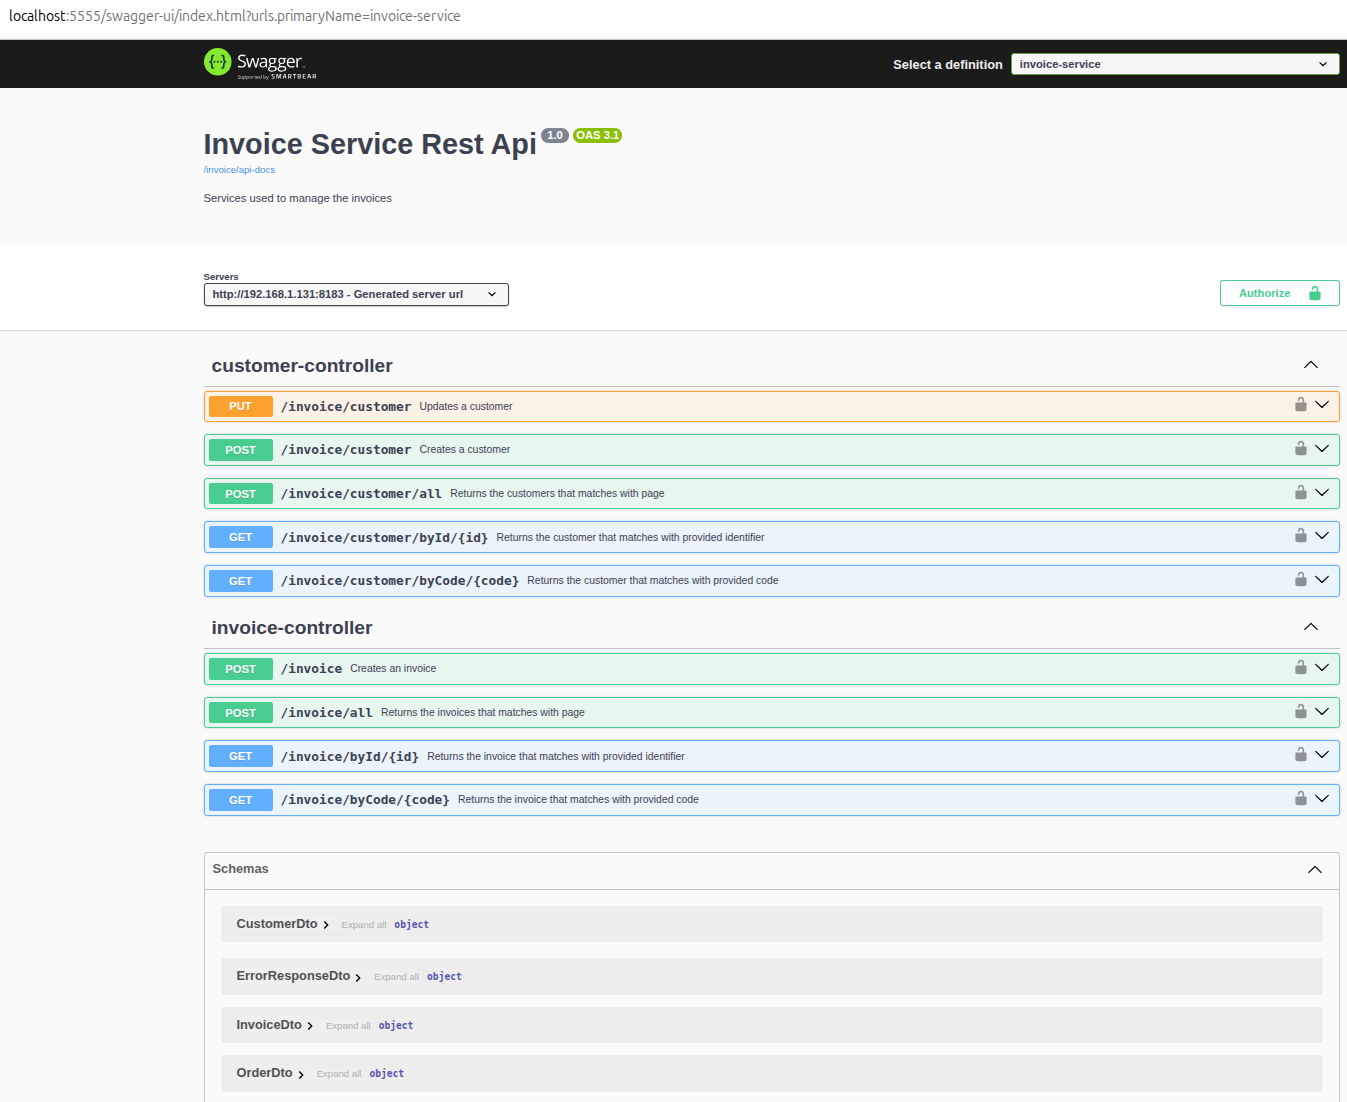 localhost:5555/swagger-ui/index.html?urls.primaryName=invoice-service
{···} Swagger
Supported by SMARTBEAR
Select a definition
invoice-service
Invoice Service Rest Api 1.0 OAS 3.1
/invoice/api-docs
Services used to manage the invoices
Servers
http://192.168.1.131:8183 - Generated server url
Authorize
customer-controller
PUT /invoice/customer Updates a customer
POST /invoice/customer Creates a customer
POST /invoice/customer/all Returns the customers that matches with page
GET /invoice/customer/byId/{id} Returns the customer that matches with provided identifier
GET /invoice/customer/byCode/{code} Returns the customer that matches with provided code
invoice-controller
POST /invoice Creates an invoice
POST /invoice/all Returns the invoices that matches with page
GET /invoice/byId/{id} Returns the invoice that matches with provided identifier
GET /invoice/byCode/{code} Returns the invoice that matches with provided code
Schemas
CustomerDto Expand all object
ErrorResponseDto Expand all object
InvoiceDto Expand all object
OrderDto Expand all object